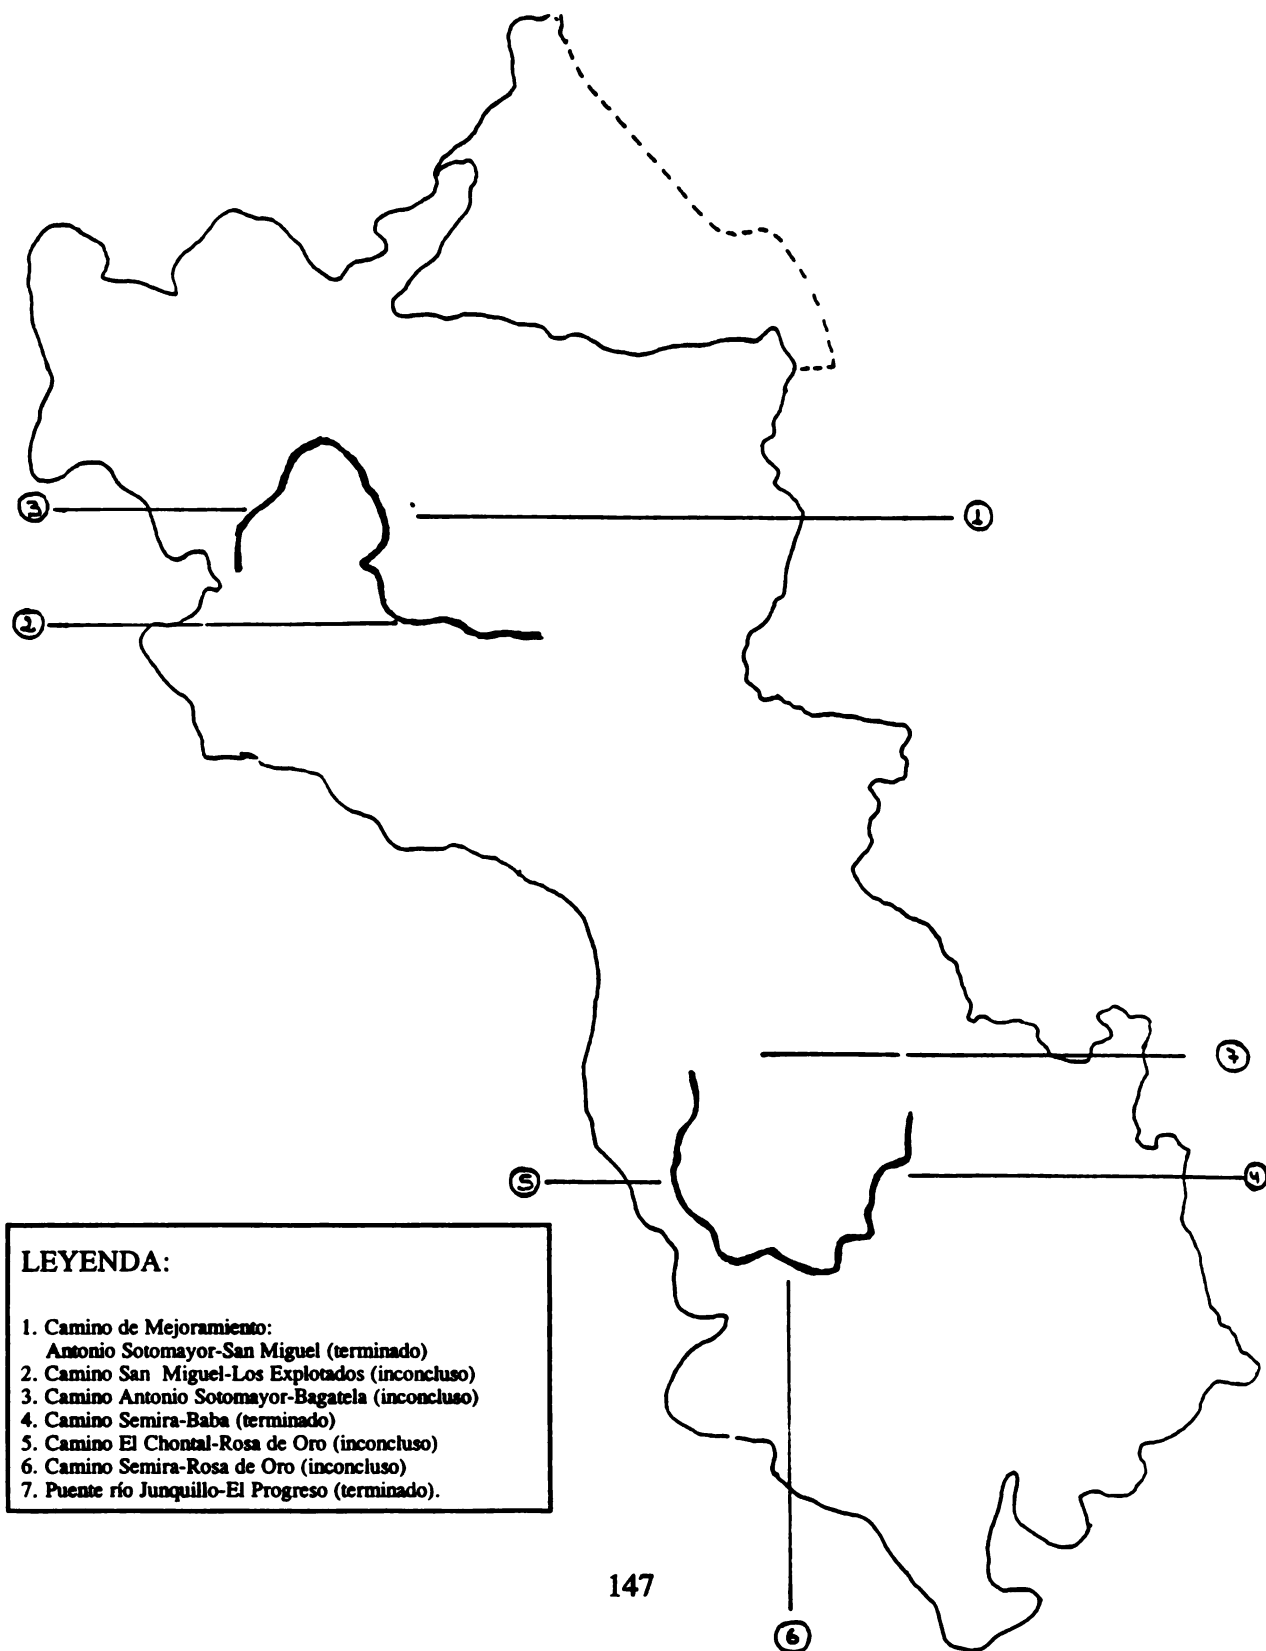 3
1
2
7
5
4
LEYENDA:
1. Camino de Mejoramiento:
Antonio Sotomayor-San Miguel (terminado)
2. Camino San Miguel-Los Explotados (inconcluso)
3. Camino Antonio Sotomayor-Bagatela (inconcluso)
4. Camino Semira-Baba (terminado)
5. Camino El Chontal-Rosa de Oro (inconcluso)
6. Camino Semira-Rosa de Oro (inconcluso)
7. Puente río Junquillo-El Progreso (terminado).
147
6